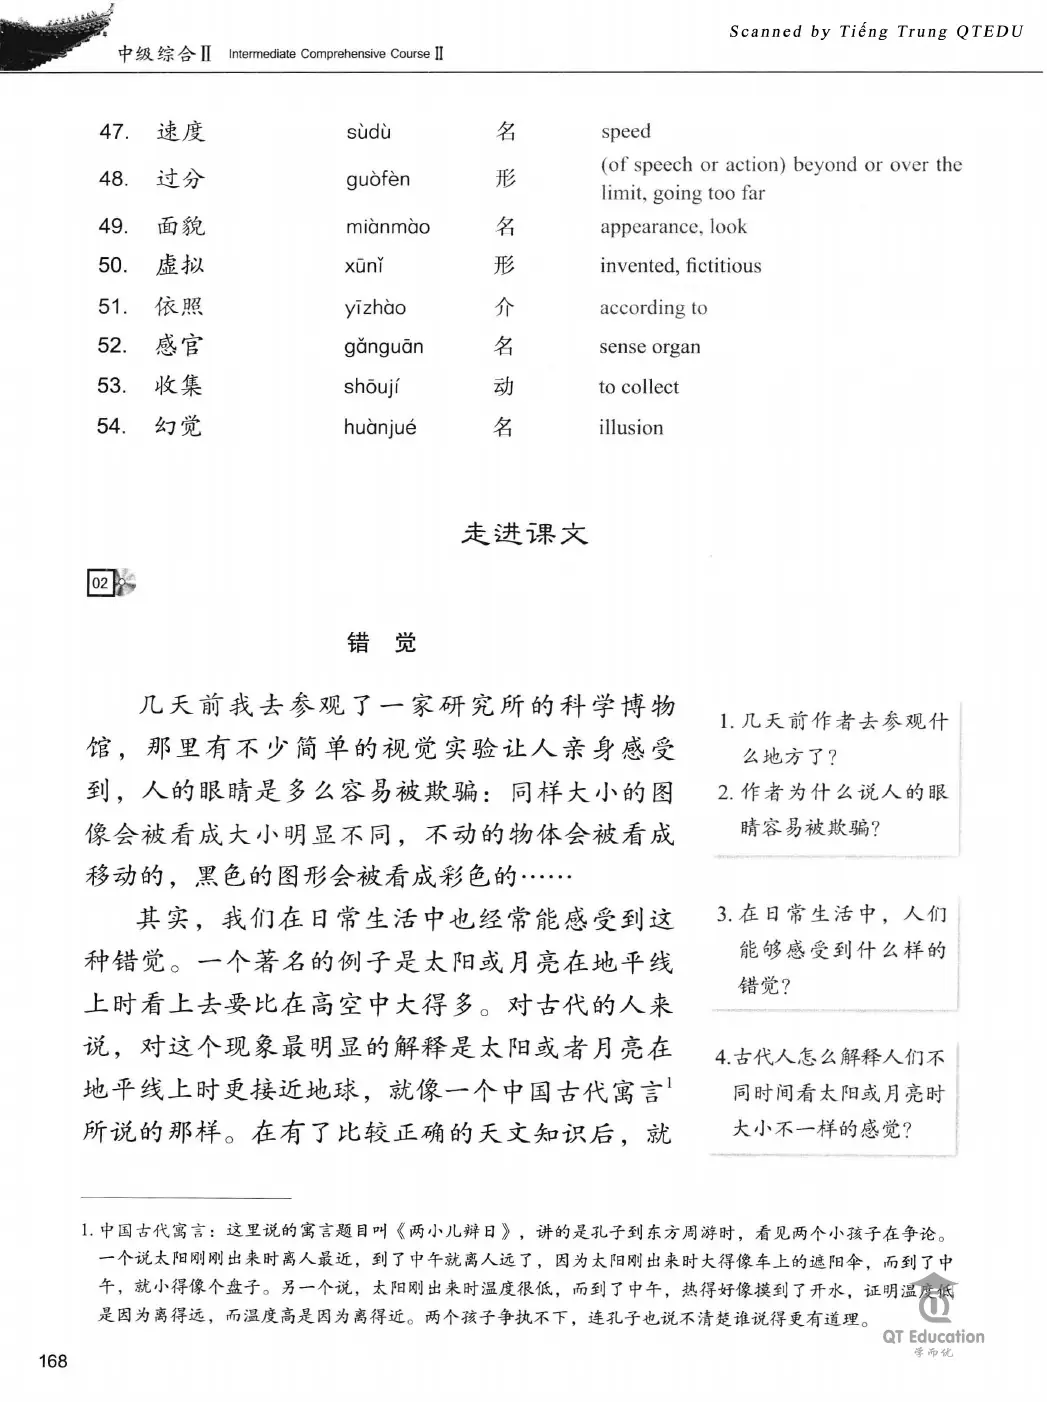 Scanned by Tiếng Trung QTEDU
中级综合Ⅱ Intermediate Comprehensive Course Ⅱ
47. 速度 sùdù 名 speed
48. 过分 guòfèn 形 (of speech or action) beyond or over the
limit, going too far
49. 面貌 miànmào 名 appearance, look
50. 虚拟 xūnǐ 形 invented, fictitious
51. 依照 yīzhào 介 according to
52. 感官 gǎnguān 名 sense organ
53. 收集 shōují 动 to collect
54. 幻觉 huànjué 名 illusion
走进课文
02
错 觉
几天前我去参观了一家研究所的科学博物
馆，那里有不少简单的视觉实验让人亲身感受
到，人的眼睛是多么容易被欺骗：同样大小的图
像会被看成大小明显不同，不动的物体会被看成
移动的，黑色的图形会被看成彩色的……
其实，我们在日常生活中也经常能感受到这
种错觉。一个著名的例子是太阳或月亮在地平线
上时看上去要比在高空中大得多。对古代的人来
说，对这个现象最明显的解释是太阳或者月亮在
地平线上时更接近地球，就像一个中国古代寓言1
所说的那样。在有了比较正确的天文知识后，就
1. 几天前作者去参观什
么地方了？
2. 作者为什么说人的眼
睛容易被欺骗？
3. 在日常生活中，人们
能够感受到什么样的
错觉？
4.古代人怎么解释人们不
同时间看太阳或月亮时
大小不一样的感觉？
1. 中国古代寓言：这里说的寓言题目叫《两小儿辩日》，讲的是孔子到东方周游时，看见两个小孩子在争论。
一个说太阳刚刚出来时离人最近，到了中午就离人远了，因为太阳刚出来时大得像车上的遮阳伞，而到了中
午，就小得像个盘子。另一个说，太阳刚出来时温度很低，而到了中午，热得好像摸到了开水，证明温度低
是因为离得远，而温度高是因为离得近。两个孩子争执不下，连孔子也说不清楚谁说得更有道理。
QT Education
学而优
168